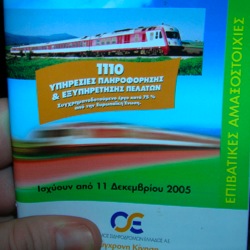 1110
ΥΠΗΡΕΣΙΕΣ ΠΛΗΡΟΦΟΡΗΣΗΣ
& ΕΞΥΠΗΡΕΤΗΣΗΣ ΠΕΛΑΤΩΝ
Συγχρηματοδοτούμενο έργο κατά 75%
από την Ευρωπαϊκή Ένωση.
ΕΠΙΒΑΤΙΚΕΣ ΑΜΑΞΟΣΤΟΙΧΙΕΣ
Ισχύουν από 11 Δεκεμβρίου 2005